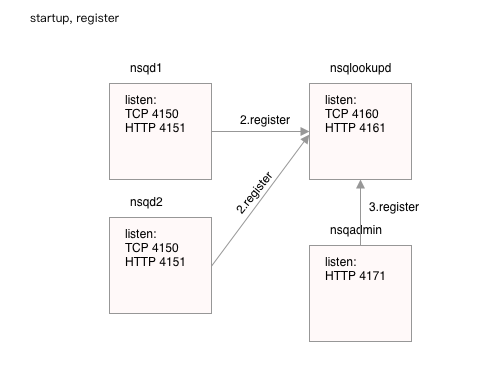 startup, register
nsqd1
nsqlookupd
listen:
TCP 4150
HTTP 4151
2.register
listen:
TCP 4160
HTTP 4161
nsqd2
2.register
3.register
nsqadmin
listen:
TCP 4150
HTTP 4151
listen:
HTTP 4171